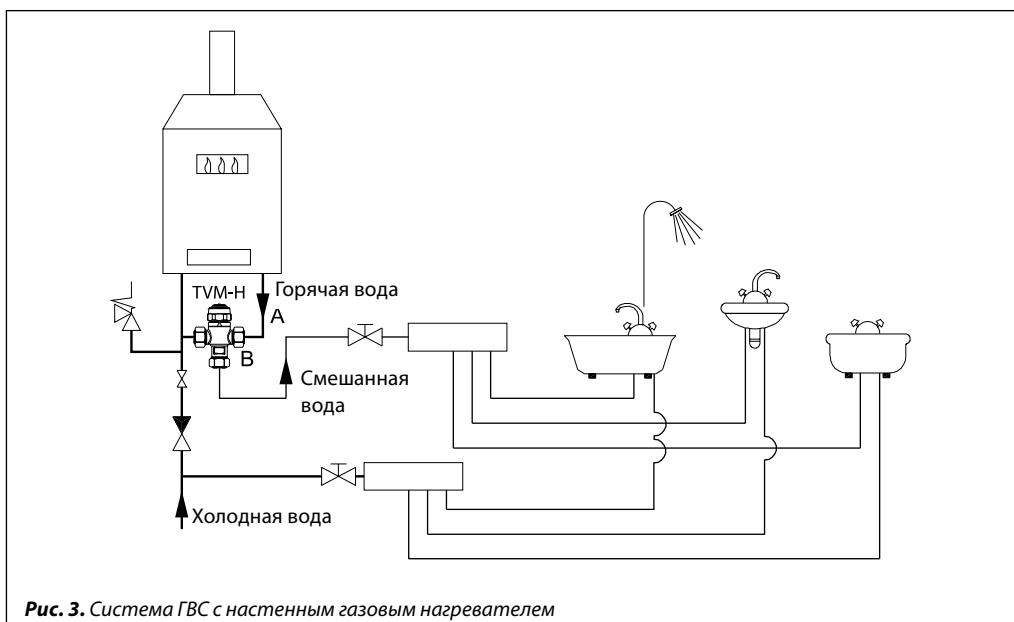 TVM-H
Горячая вода
A
B
Смешанная
вода
Холодная вода
Рис. 3. Система ГВС с настенным газовым нагревателем